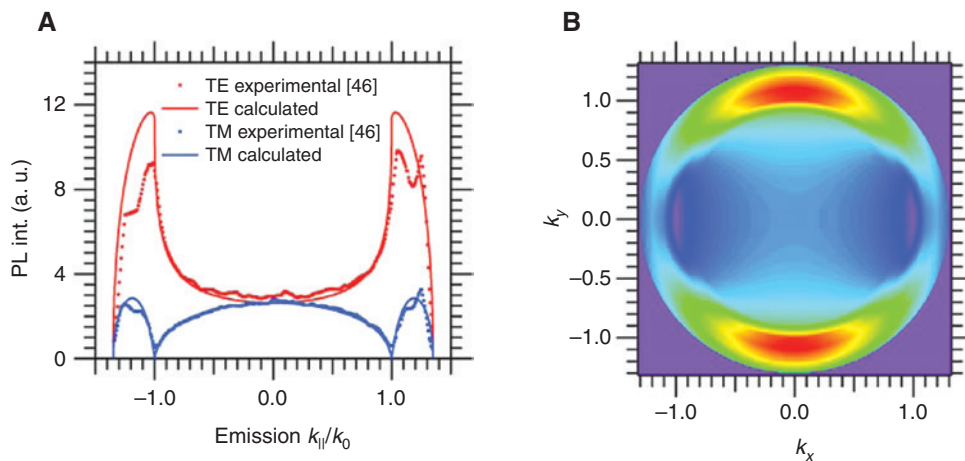 A
PL int. (a. u.)
12
8
4
0
TE experimental [46]
TE calculated
TM experimental [46]
TM calculated
−1.0 0.0 1.0
Emission k||/k0
B
ky
1.0
0.5
0.0
−0.5
−1.0
−1.0 0.0 1.0
kx